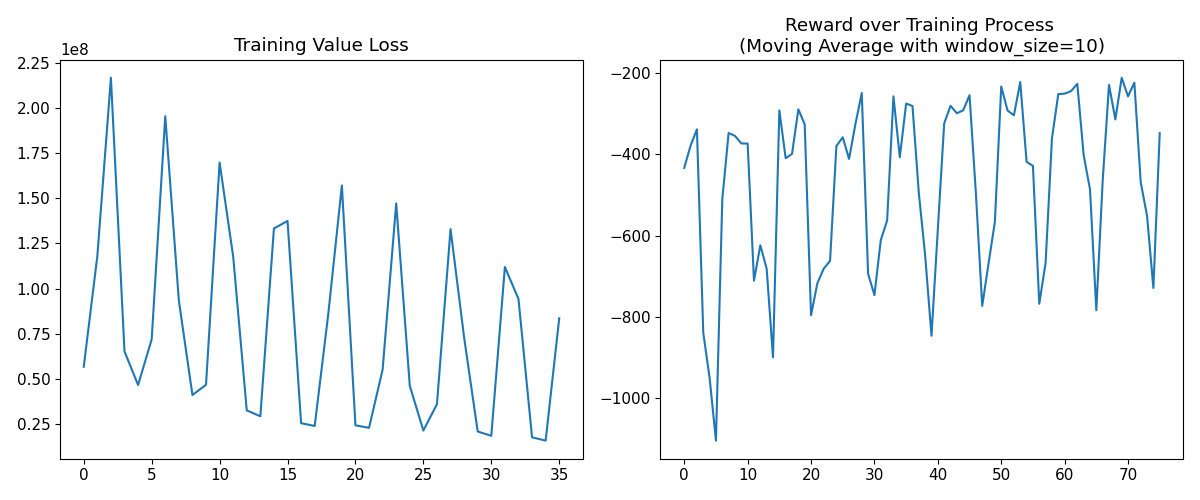 Training Value Loss
1e8
2.25
2.00
1.75
1.50
1.25
1.00
0.75
0.50
0.25
0 5 10 15 20 25 30 35
Reward over Training Process
(Moving Average with window_size=10)
−200
−400
−600
−800
−1000
0 10 20 30 40 50 60 70